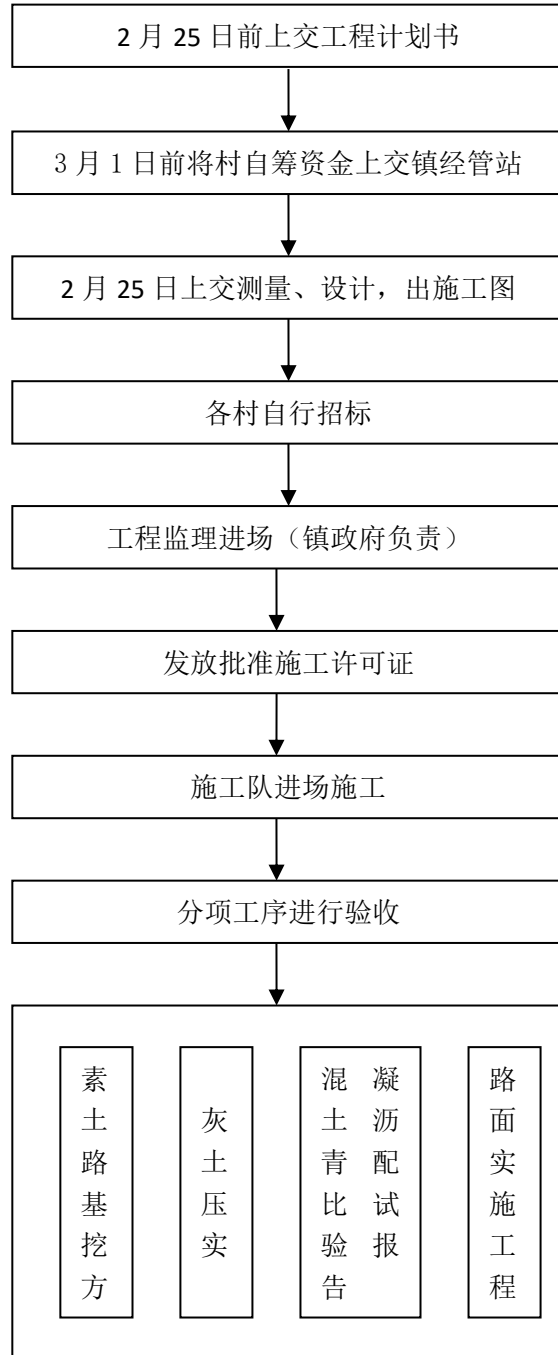 2 月 25 日前上交工程计划书
3 月 1 日前将村自筹资金上交镇经管站
2 月 25 日上交测量、设计，出施工图
各村自行招标
工程监理进场（镇政府负责）
发放批准施工许可证
施工队进场施工
分项工序进行验收
素土路基挖方
灰土压实
混凝
土沥
青配
比试
验报
告
路面实施工程